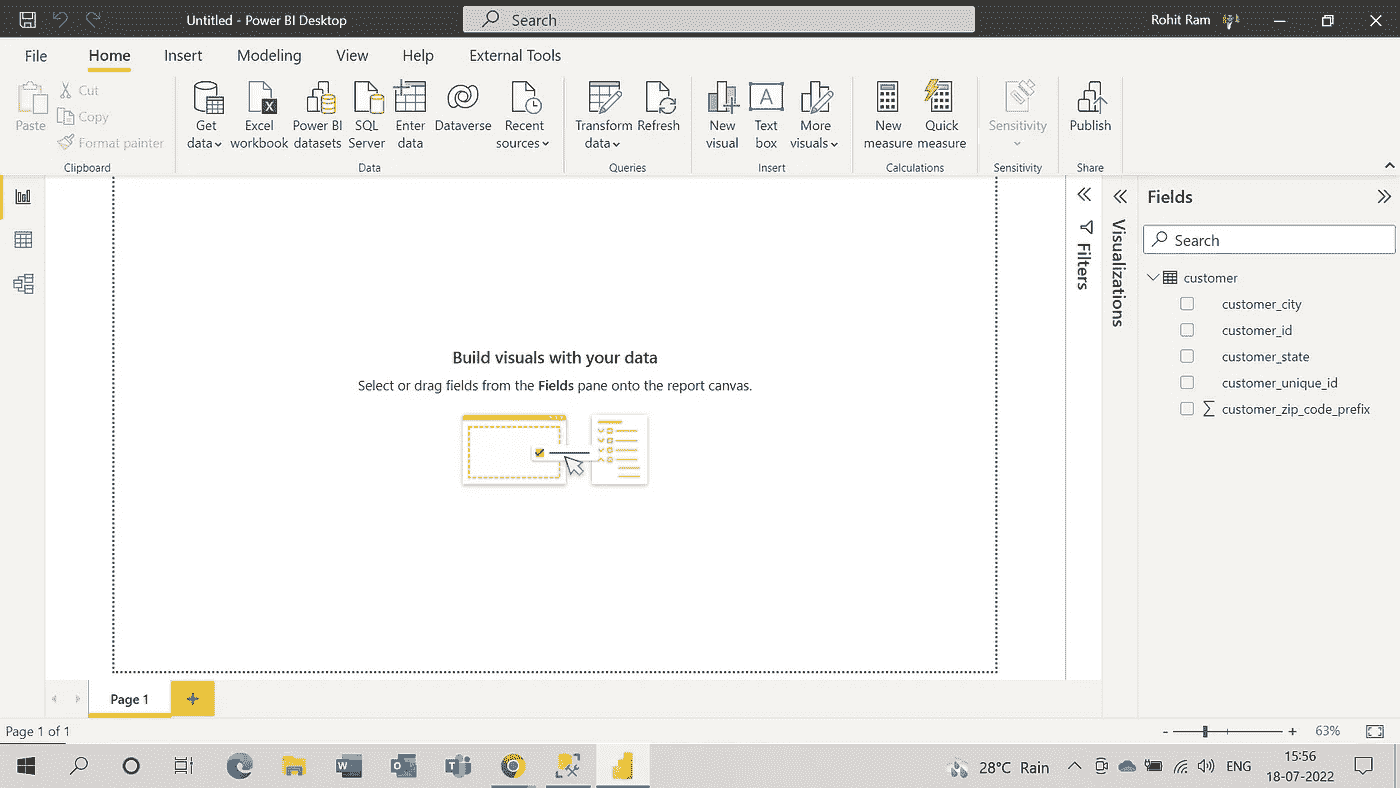 Untitled - Power BI Desktop
Search
Rohit Ram
File Home Insert Modeling View Help External Tools
Paste
Cut
Copy
Format painter
Clipboard
Get data
Excel workbook
Power BI datasets
SQL Server
Enter data
Dataverse
Recent sources
Data
Transform data
Refresh
Queries
New visual
Text box
More visuals
Insert
New measure
Quick measure
Calculations
Sensitivity
Sensitivity
Publish
Share
Build visuals with your data
Select or drag fields from the Fields pane onto the report canvas.
Filters
Visualizations
Fields
Search
customer
customer_city
customer_id
customer_state
customer_unique_id
Σ customer_zip_code_prefix
Page 1
Page 1 of 1
- + 63%
28°C Rain
ENG
15:56
18-07-2022